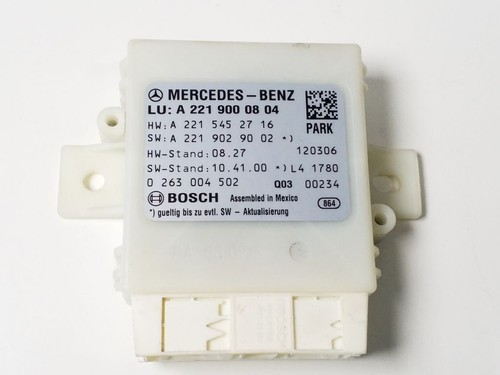 MERCEDES-BENZ
LU: A 221 900 08 04
HW: A 221 545 27 16 PARK
SW: A 221 902 90 02 *)
HW-Stand: 08.27 120306
SW-Stand: 10.41.00 *) L4 1780
0 263 004 502 Q03 00234
BOSCH Assembled in Mexico
*) gueltig bis zu evtl. SW - Aktualisierung 864